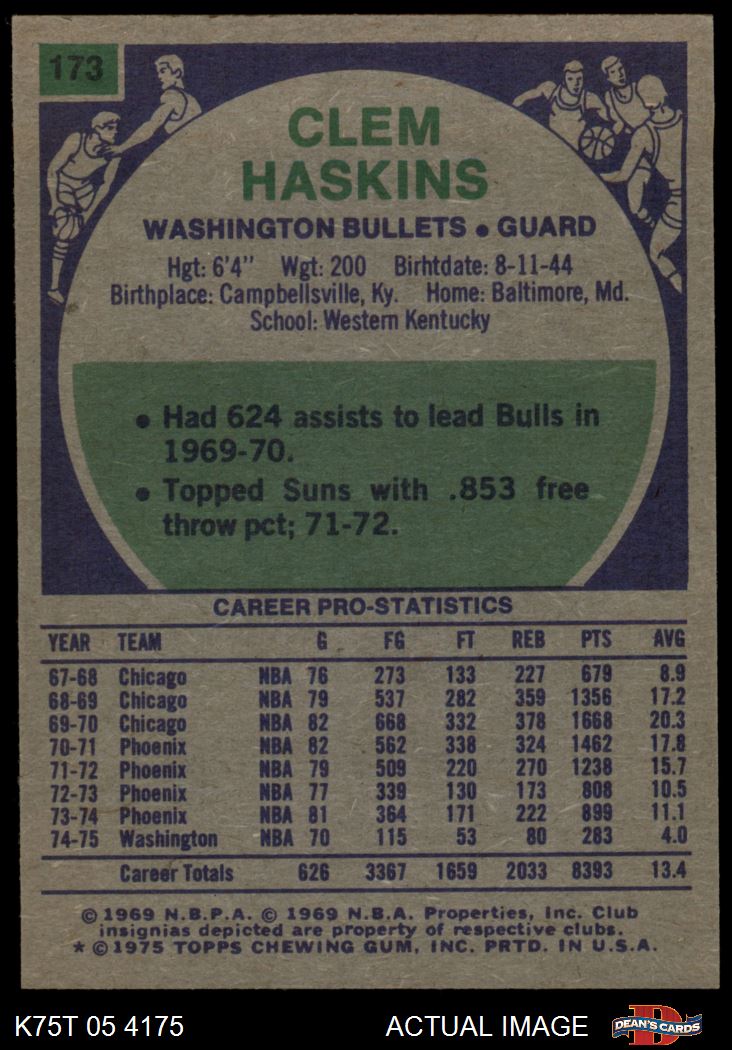 173
CLEM
HASKINS
WASHINGTON BULLETS • GUARD
Hgt: 6'4" Wgt: 200 Birhtdate: 8-11-44
Birthplace: Campbellsville, Ky. Home: Baltimore, Md.
School: Western Kentucky
• Had 624 assists to lead Bulls in
1969-70.
• Topped Suns with .853 free
throw pct; 71-72.
CAREER PRO-STATISTICS
YEAR TEAM G FG FT REB PTS AVG
67-68 Chicago NBA 76 273 133 227 679 8.9
68-69 Chicago NBA 79 537 282 359 1356 17.2
69-70 Chicago NBA 82 668 332 378 1668 20.3
70-71 Phoenix NBA 82 562 338 324 1462 17.8
71-72 Phoenix NBA 79 509 220 270 1238 15.7
72-73 Phoenix NBA 77 339 130 173 808 10.5
73-74 Phoenix NBA 81 364 171 222 899 11.1
74-75 Washington NBA 70 115 53 80 283 4.0
Career Totals 626 3367 1659 2033 8393 13.4
© 1969 N.B.P.A. © 1969 N.B.A. Properties, Inc. Club
insignias depicted are property of respective clubs.
* © 1975 TOPPS CHEWING GUM, INC. PRTD. IN U.S.A.
K75T 05 4175 ACTUAL IMAGE D DEAN'S CARDS